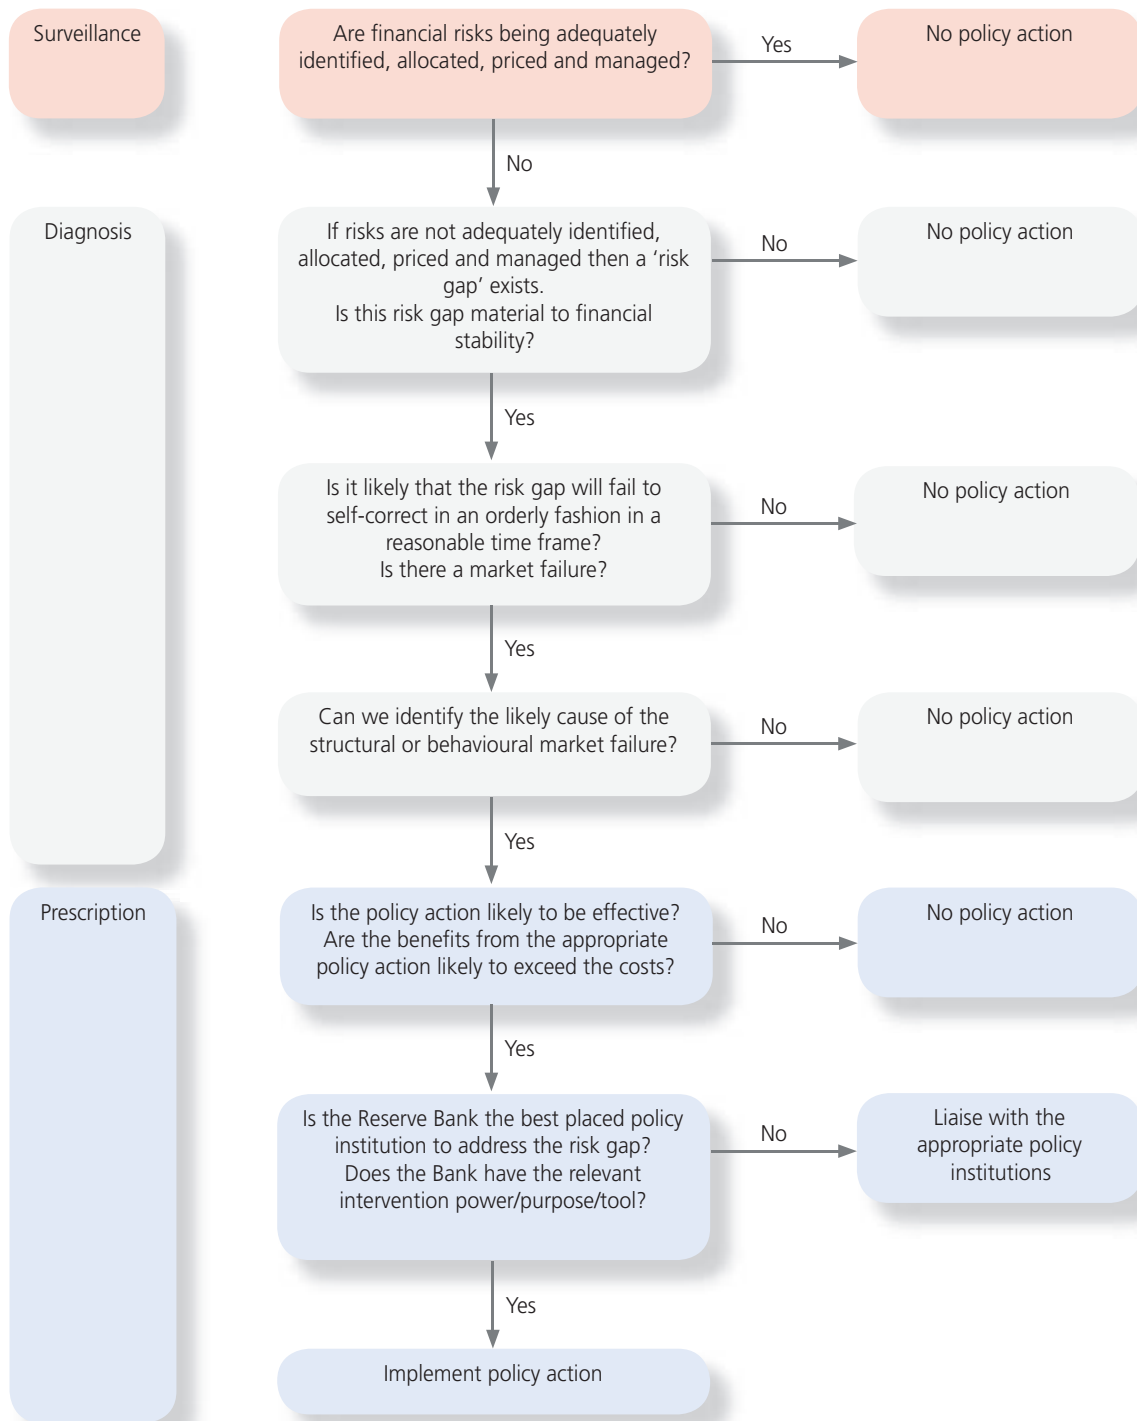 Surveillance
Are financial risks being adequately
identified, allocated, priced and managed?
Yes
No policy action
No
Diagnosis
If risks are not adequately identified,
allocated, priced and managed then a ‘risk
gap’ exists.
Is this risk gap material to financial
stability?
No
No policy action
Yes
Is it likely that the risk gap will fail to
self-correct in an orderly fashion in a
reasonable time frame?
Is there a market failure?
No
No policy action
Yes
Can we identify the likely cause of the
structural or behavioural market failure?
No
No policy action
Yes
Prescription
Is the policy action likely to be effective?
Are the benefits from the appropriate
policy action likely to exceed the costs?
No
No policy action
Yes
Is the Reserve Bank the best placed policy
institution to address the risk gap?
Does the Bank have the relevant
intervention power/purpose/tool?
No
Liaise with the
appropriate policy
institutions
Yes
Implement policy action